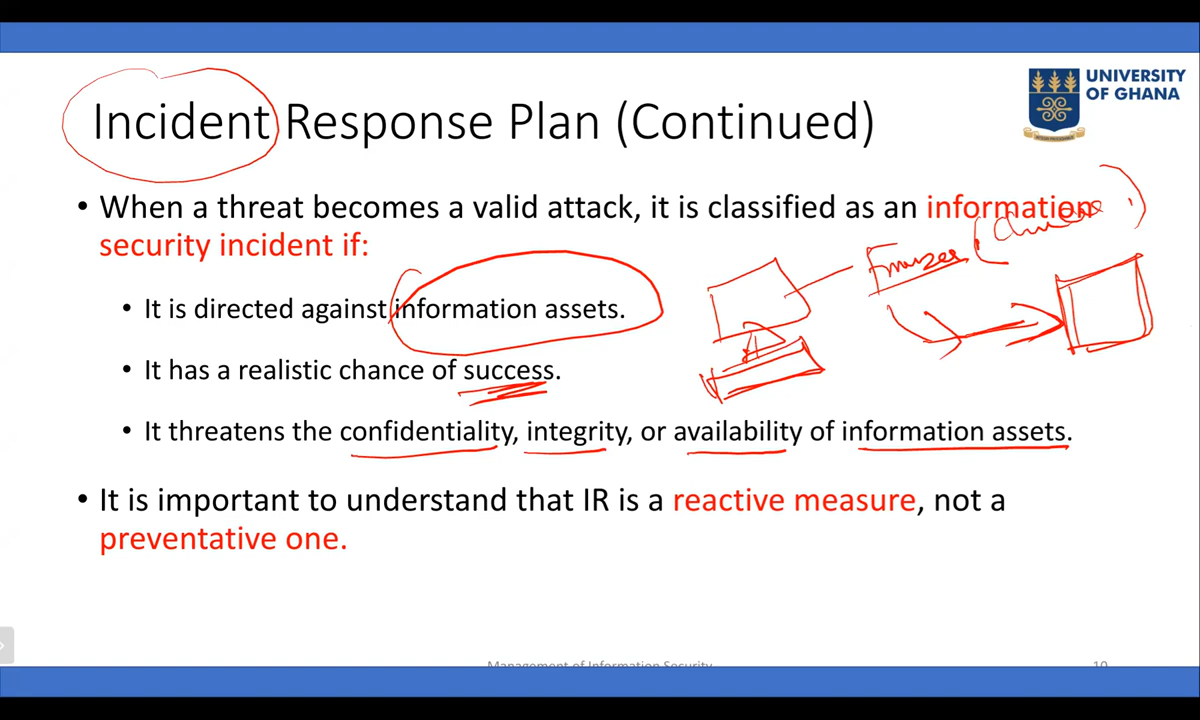 UNIVERSITY
OF GHANA
Incident Response Plan (Continued)
• When a threat becomes a valid attack, it is classified as an information
security incident if:
• It is directed against information assets.
• It has a realistic chance of success.
• It threatens the confidentiality, integrity, or availability of information assets.
• It is important to understand that IR is a reactive measure, not a
preventative one.
Management of Information Security
10